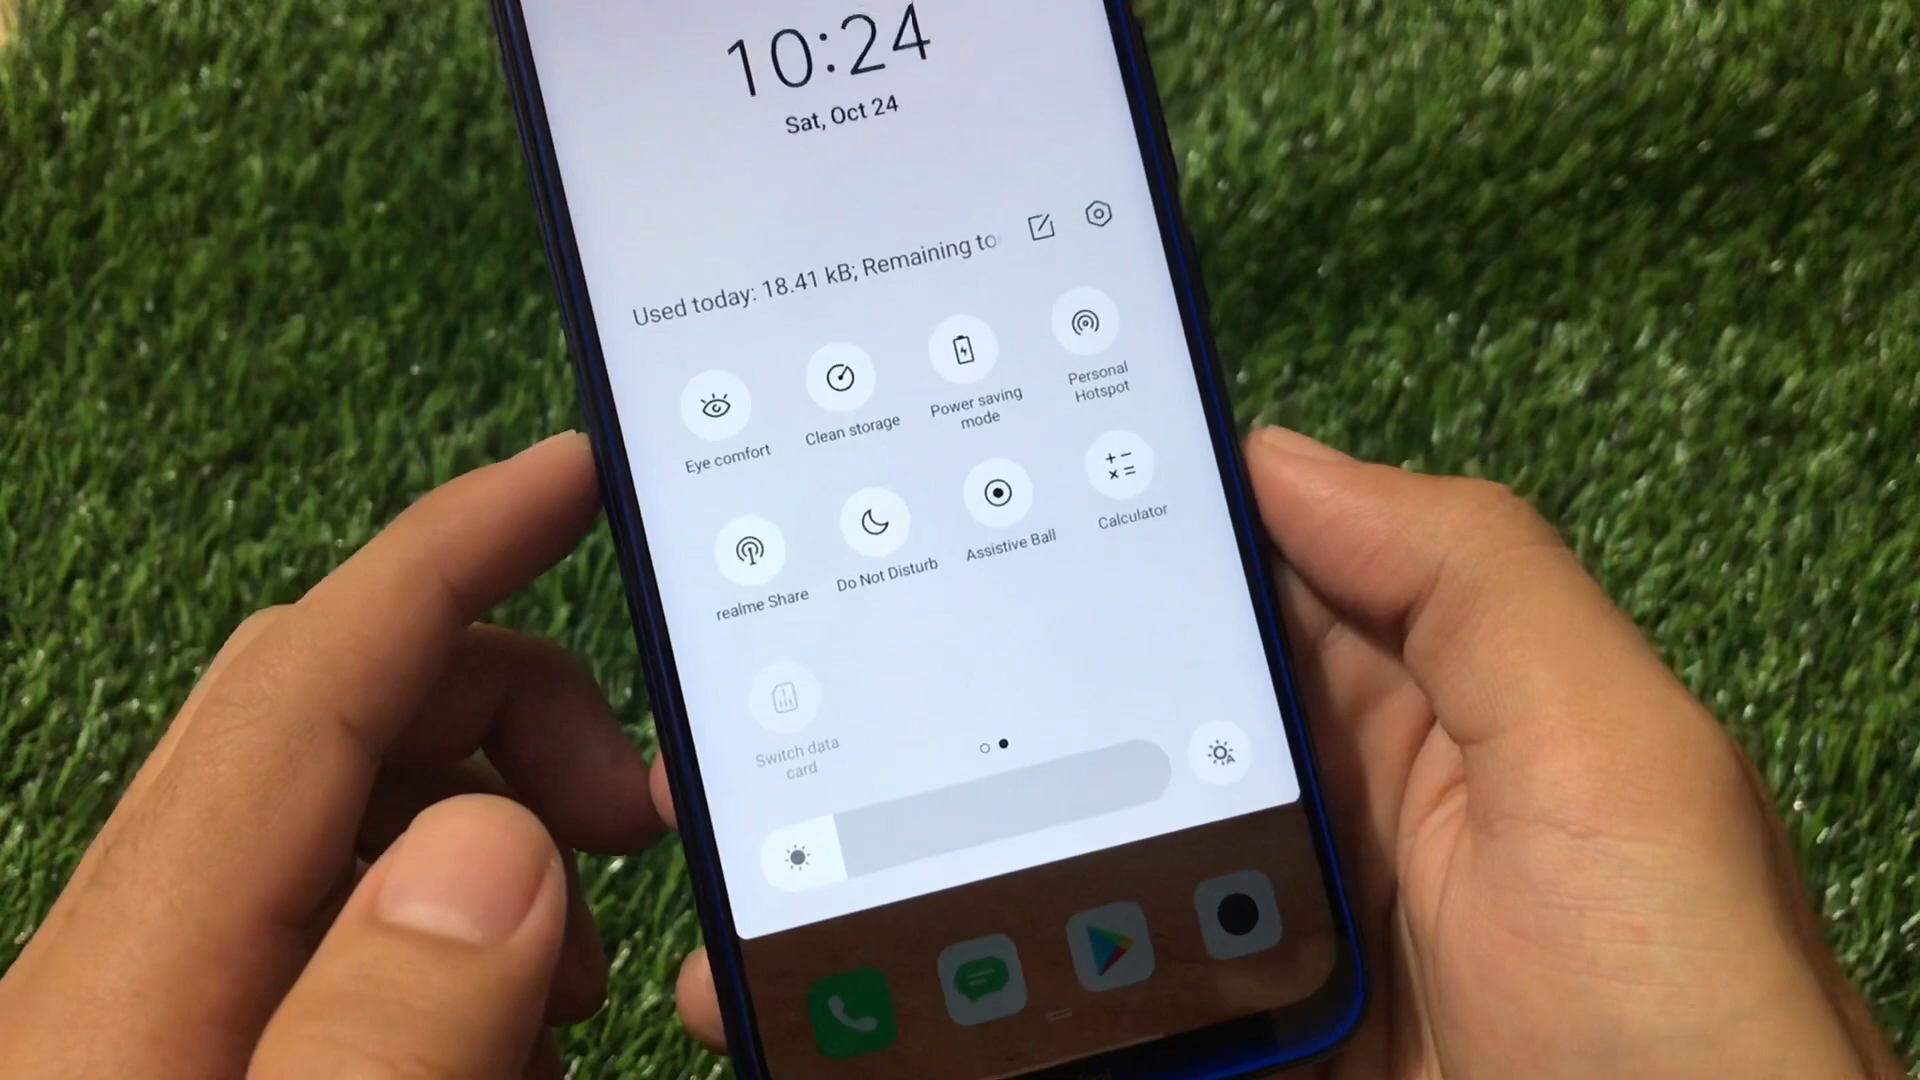 10:24
Sat, Oct 24
Used today: 18.41 kB; Remaining to
Eye comfort
Clean storage
Power saving
mode
Personal
Hotspot
realme Share
Do Not Disturb
Assistive Ball
Calculator
Switch data
card